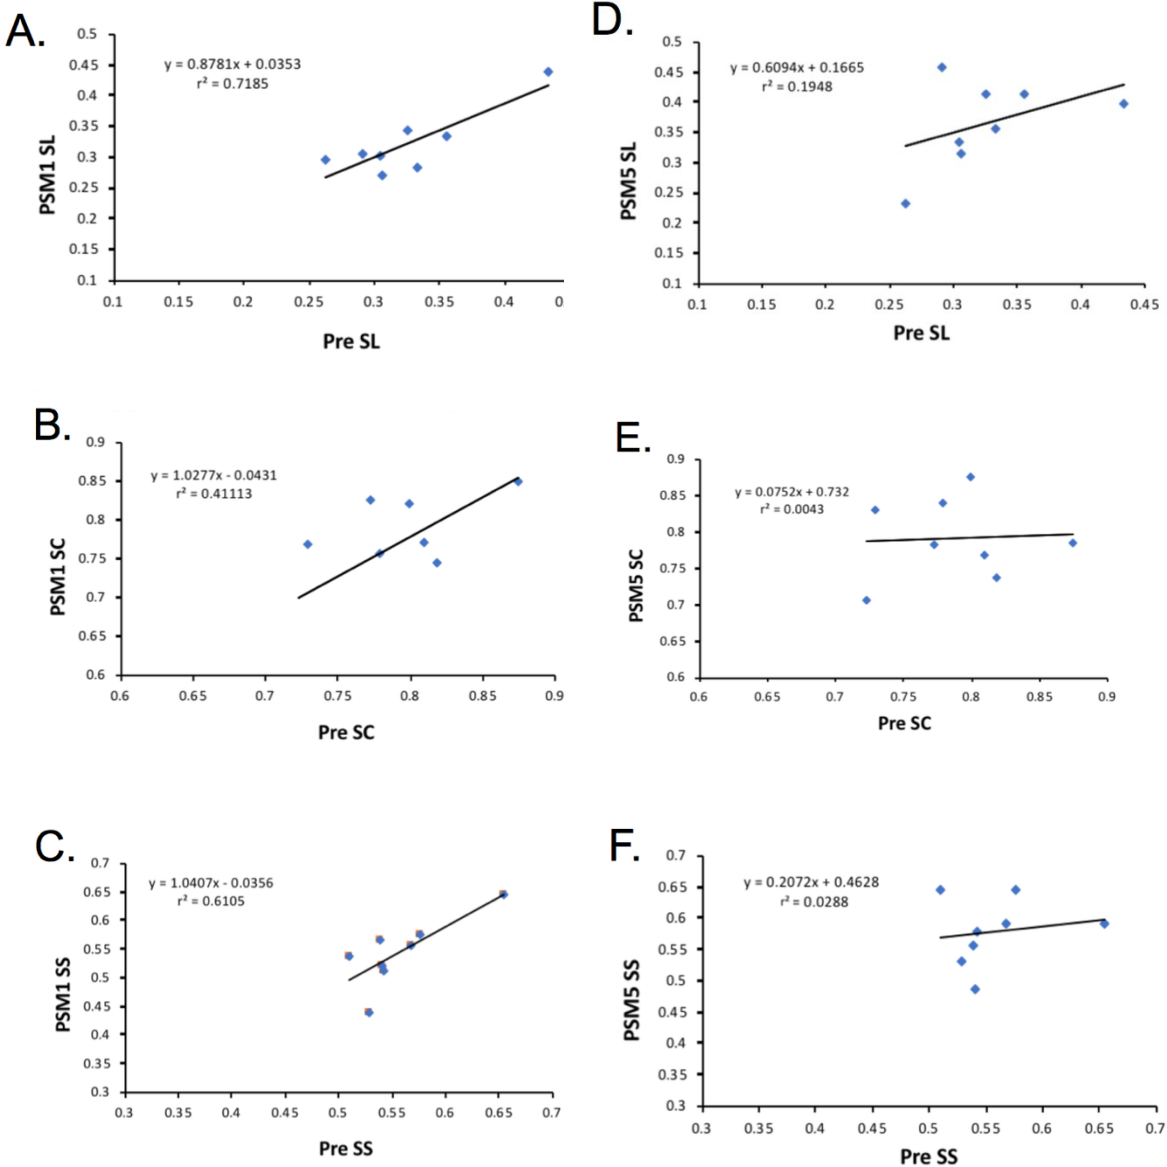 A.
0.5
0.45
0.4
0.35
0.3
0.25
0.2
0.15
0.1
PSM1 SL
y = 0.8781x + 0.0353
r² = 0.7185
0.1 0.15 0.2 0.25 0.3 0.35 0.4 0
Pre SL
D.
0.5
0.45
0.4
0.35
0.3
0.25
0.2
0.15
0.1
PSM5 SL
y = 0.6094x + 0.1665
r² = 0.1948
0.1 0.15 0.2 0.25 0.3 0.35 0.4 0.45
Pre SL
B.
0.9
0.85
0.8
0.75
0.7
0.65
0.6
PSM1 SC
y = 1.0277x - 0.0431
r² = 0.41113
0.6 0.65 0.7 0.75 0.8 0.85 0.9
Pre SC
E.
0.9
0.85
0.8
0.75
0.7
0.65
0.6
PSM5 SC
y = 0.0752x + 0.732
r² = 0.0043
0.6 0.65 0.7 0.75 0.8 0.85 0.9
Pre SC
C.
0.7
0.65
0.6
0.55
0.5
0.45
0.4
0.35
0.3
PSM1 SS
y = 1.0407x - 0.0356
r² = 0.6105
0.3 0.35 0.4 0.45 0.5 0.55 0.6 0.65 0.7
Pre SS
F.
0.7
0.65
0.6
0.55
0.5
0.45
0.4
0.35
0.3
PSM5 SS
y = 0.2072x + 0.4628
r² = 0.0288
0.3 0.35 0.4 0.45 0.5 0.55 0.6 0.65 0.7
Pre SS